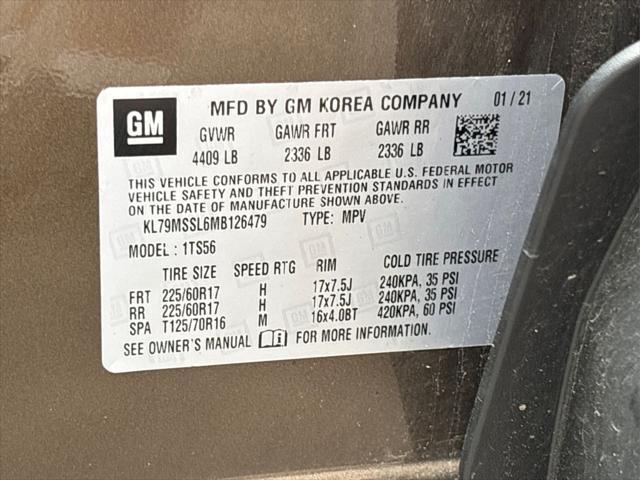 GM
MFD BY GM KOREA COMPANY 01 / 21
GVWR GAWR FRT GAWR RR
4409 LB 2336 LB 2336 LB
THIS VEHICLE CONFORMS TO ALL APPLICABLE U.S. FEDERAL MOTOR
VEHICLE SAFETY AND THEFT PREVENTION STANDARDS IN EFFECT
ON THE DATE OF MANUFACTURE SHOWN ABOVE.
KL79MSSL6MB126479 TYPE: MPV
MODEL : 1TS56
TIRE SIZE SPEED RTG RIM COLD TIRE PRESSURE
FRT 225/60R17 H 17x7.5J 240KPA, 35 PSI
RR 225/60R17 H 17x7.5J 240KPA, 35 PSI
SPA T125/70R16 M 16x4.0BT 420KPA, 60 PSI
SEE OWNER'S MANUAL FOR MORE INFORMATION.